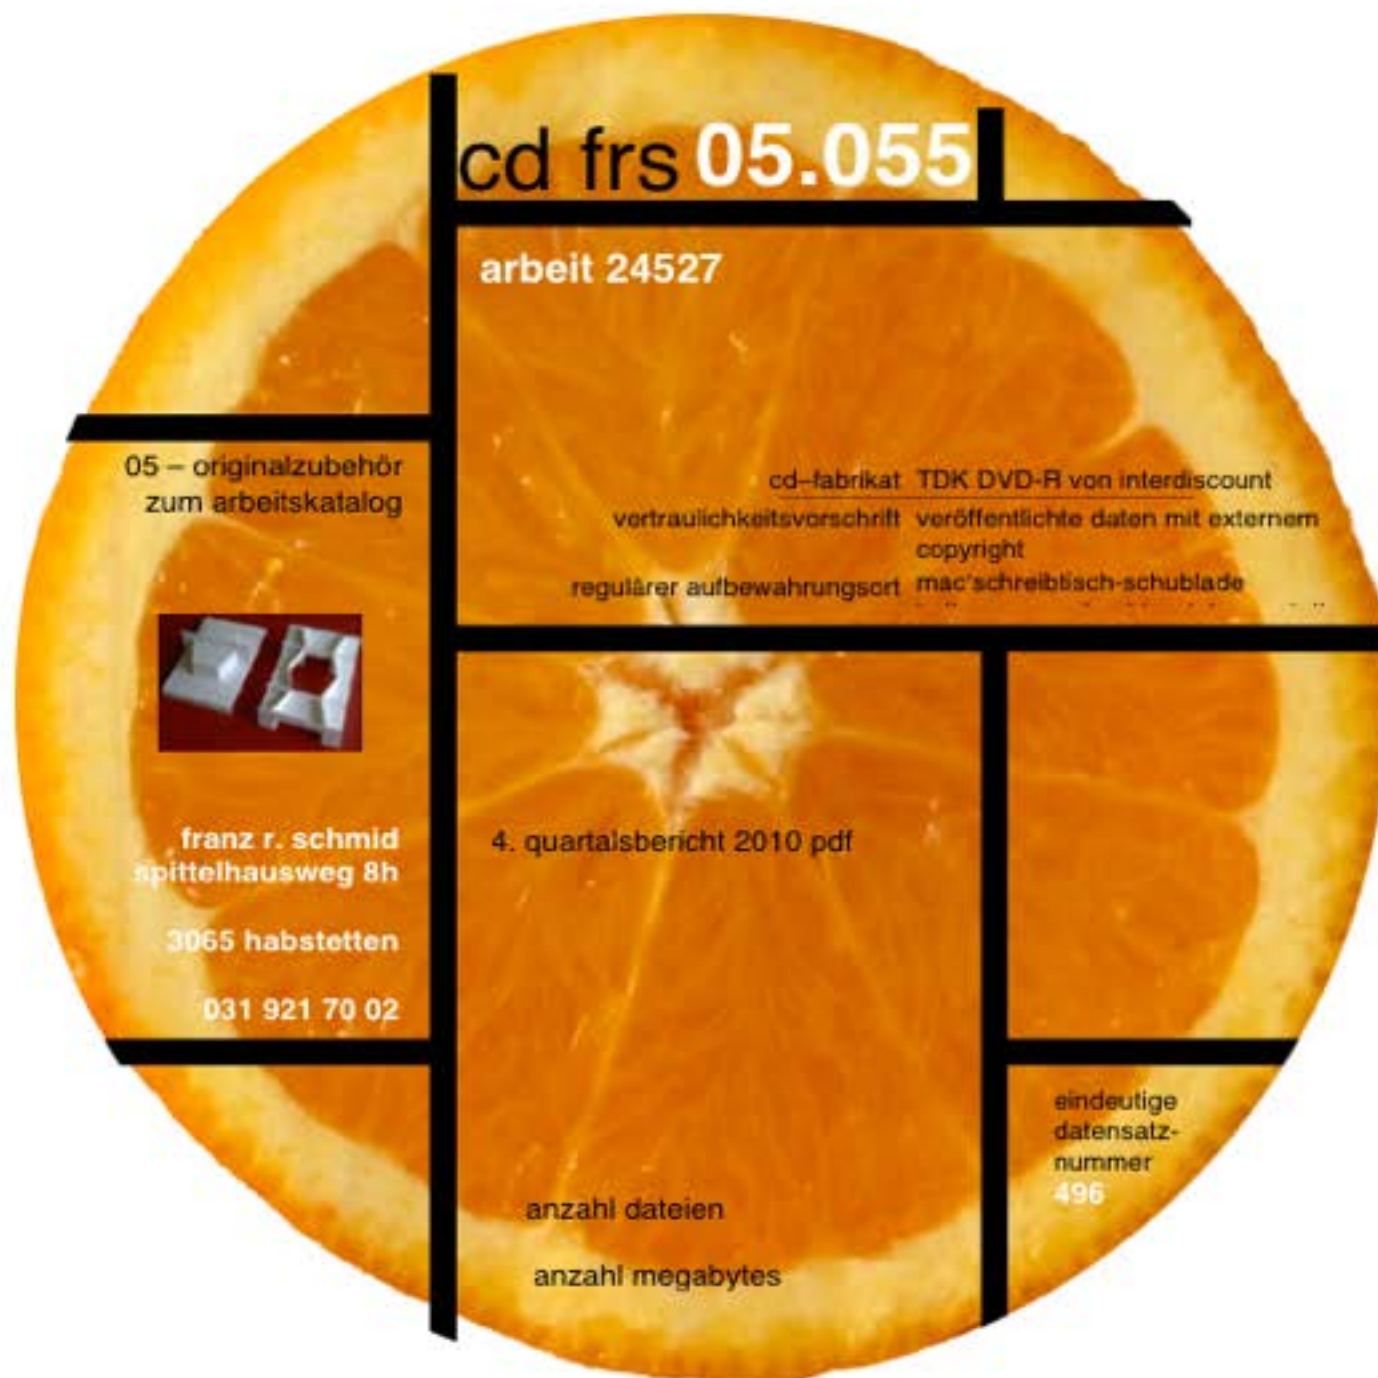 cd frs 05.055
arbeit 24527
05 – originalzubehör
zum arbeitskatalog
cd–fabrikat TDK DVD-R von interdiscount
vertraulichkeitsvorschrift veröffentlichte daten mit externem
copyright
regulärer aufbewahrungsort mac'schreibtisch-schublade
franz r. schmid
spittelhausweg 8h
3065 habstetten
031 921 70 02
4. quartalsbericht 2010 pdf
anzahl dateien
anzahl megabytes
eindeutige
datensatz-
nummer
496